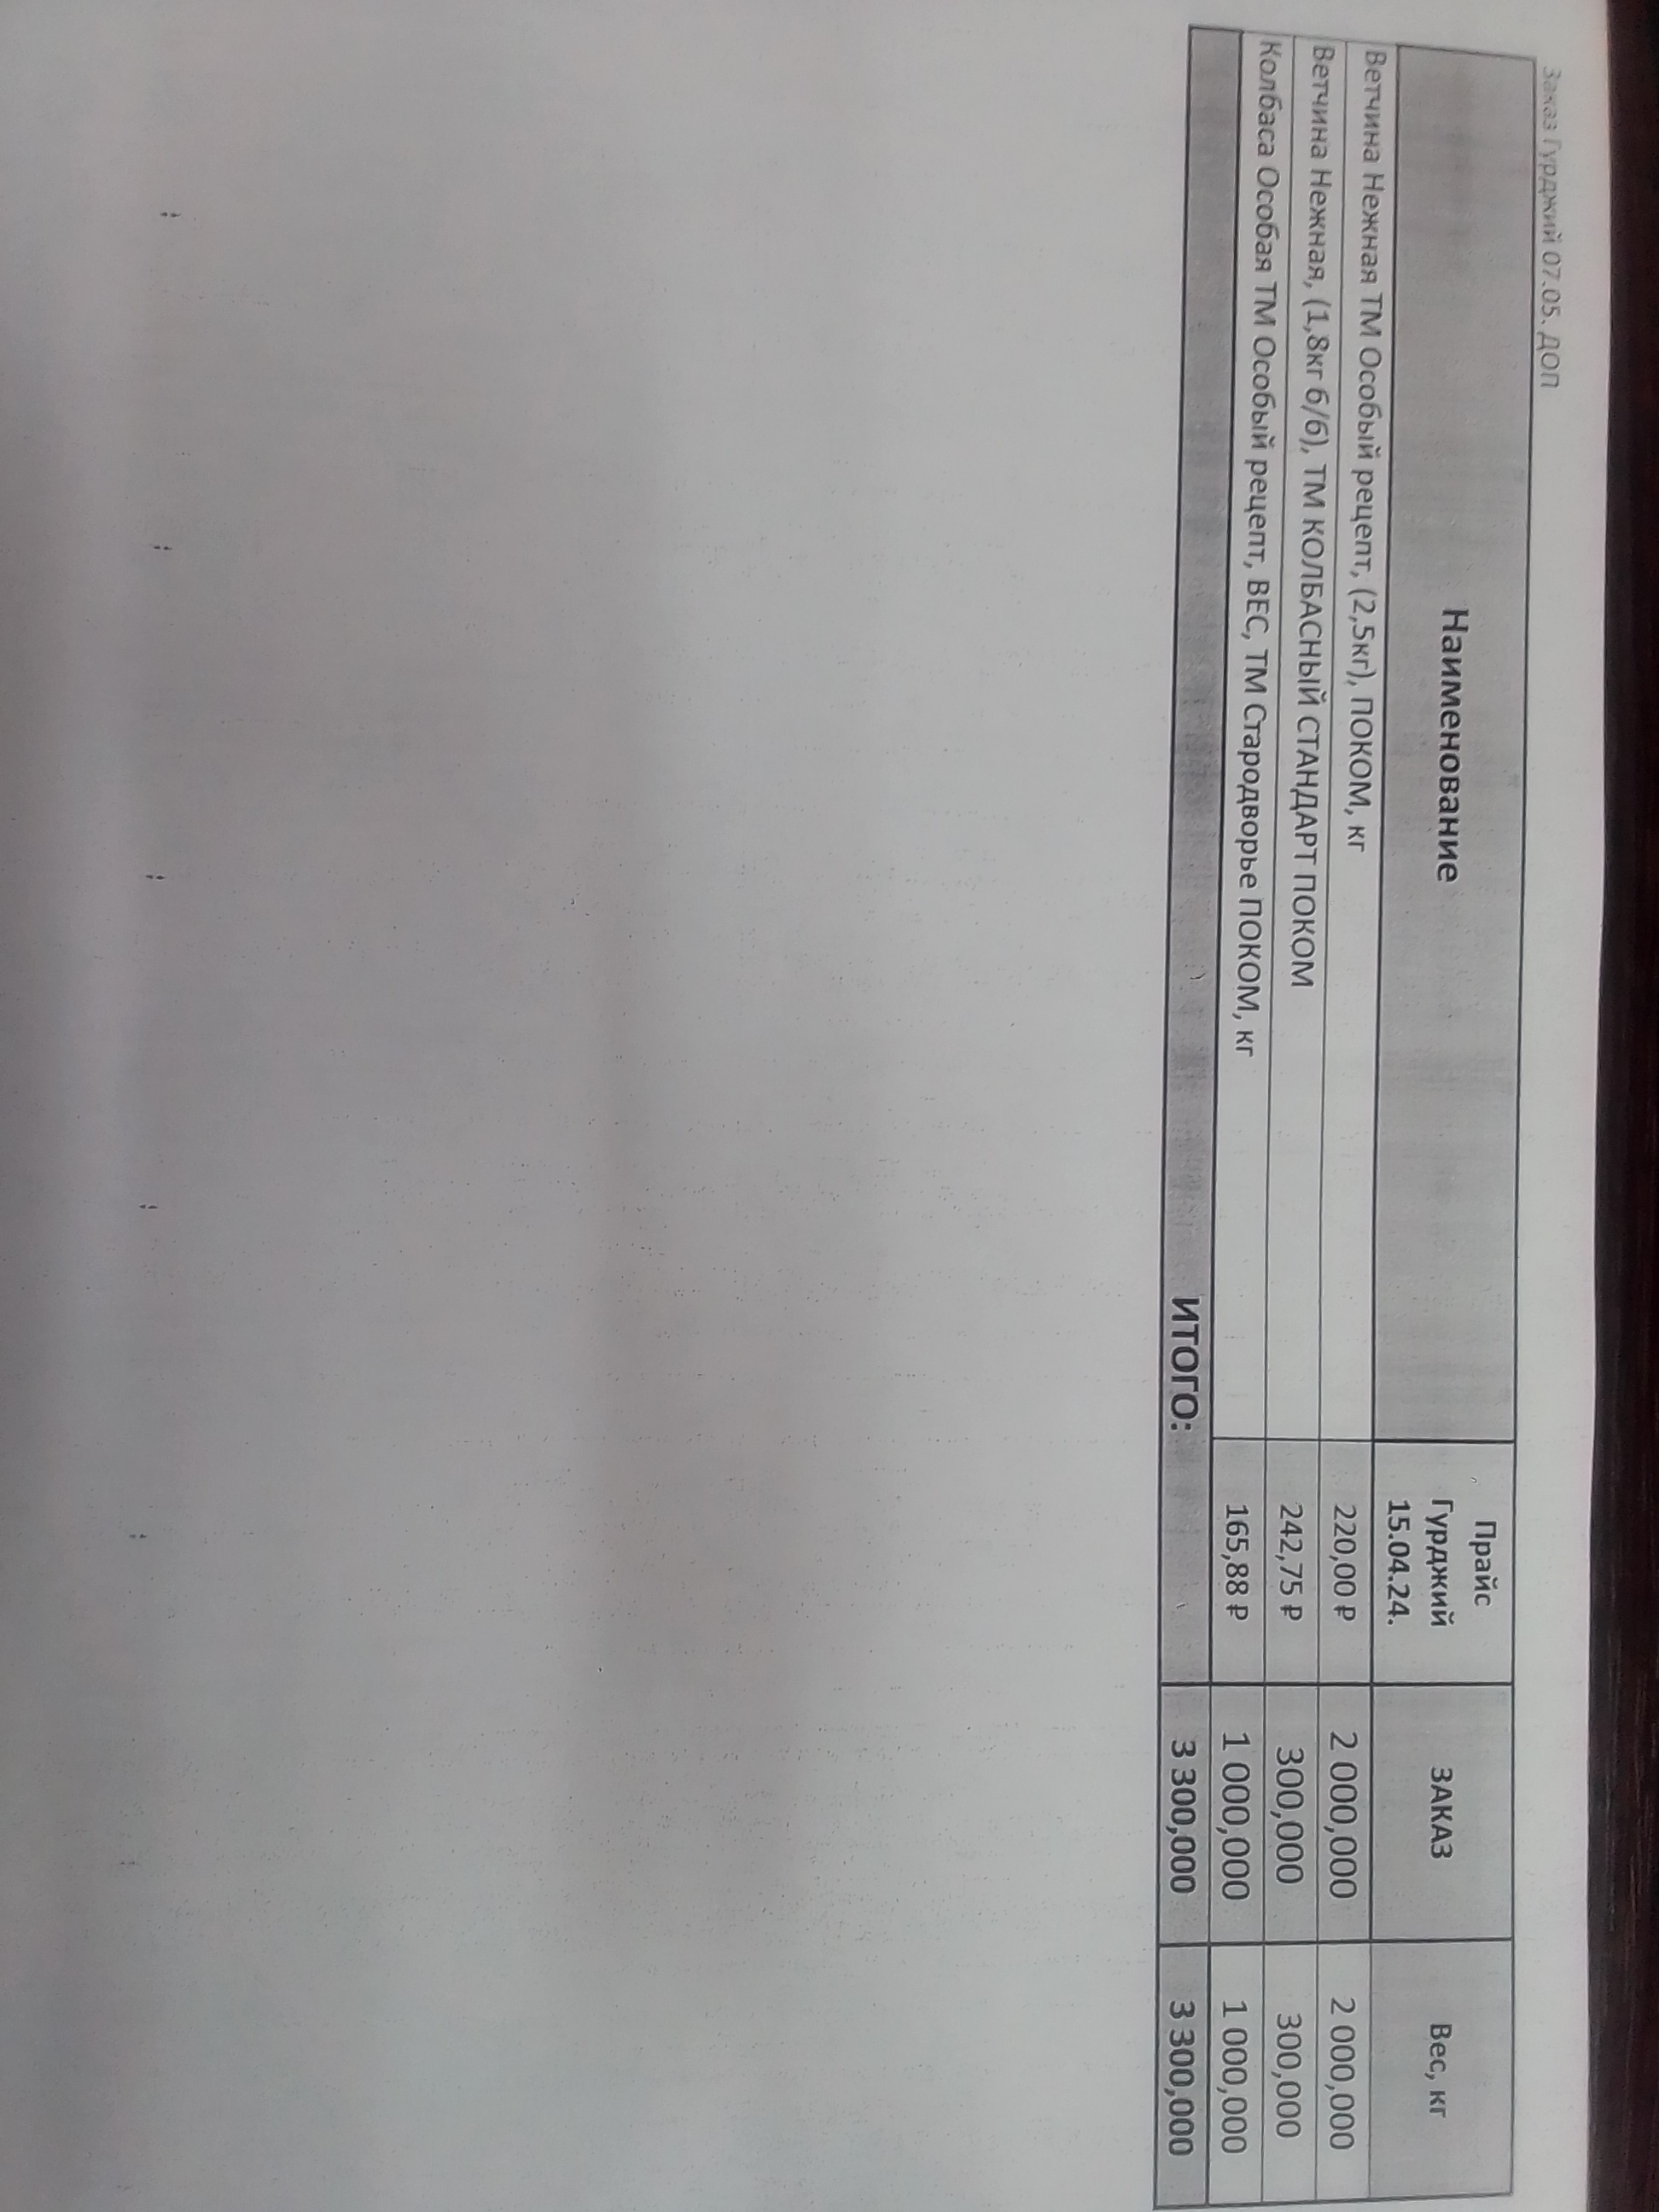 Заказ Гурджий 07.05. ДОП
Наименование Прайс Гурджий 15.04.24. ЗАКАЗ Вес, кг
Ветчина Нежная ТМ Особый рецепт, (2,5кг), ПОКОМ, кг 220,00 ₽ 2 000,000 2 000,000
Ветчина Нежная, (1,8кг 6/6), ТМ КОЛБАСНЫЙ СТАНДАРТ ПОКОМ 242,75 ₽ 300,000 300,000
Колбаса Особая ТМ Особый рецепт, ВЕС, ТМ Стародворье ПОКОМ, кг 165,88 ₽ 1 000,000 1 000,000
ИТОГО: 3 300,000 3 300,000